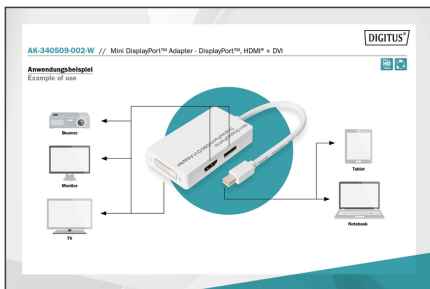 DIGITUS®
AK-340509-002-W // Mini DisplayPort™ Adapter - DisplayPort™, HDMI® + DVI
Anwendungsbeispiel
Example of use
Beamer
Monitor
TV
Tablet
Notebook